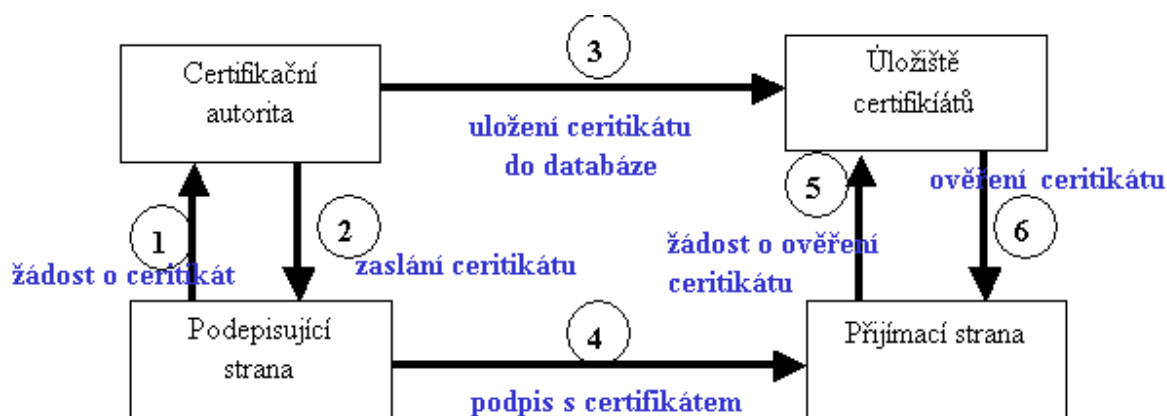 3
Certifikační
autorita
Úložiště
certifikíátů
uložení ceritikátu
do databáze
5
ověření ceritikátu
1
2
6
žádost o ceritikát
zaslání ceritikátu
žádost o ověření
ceritikátu
Podepisující
strana
4
Přijímací strana
podpis s certifikátem